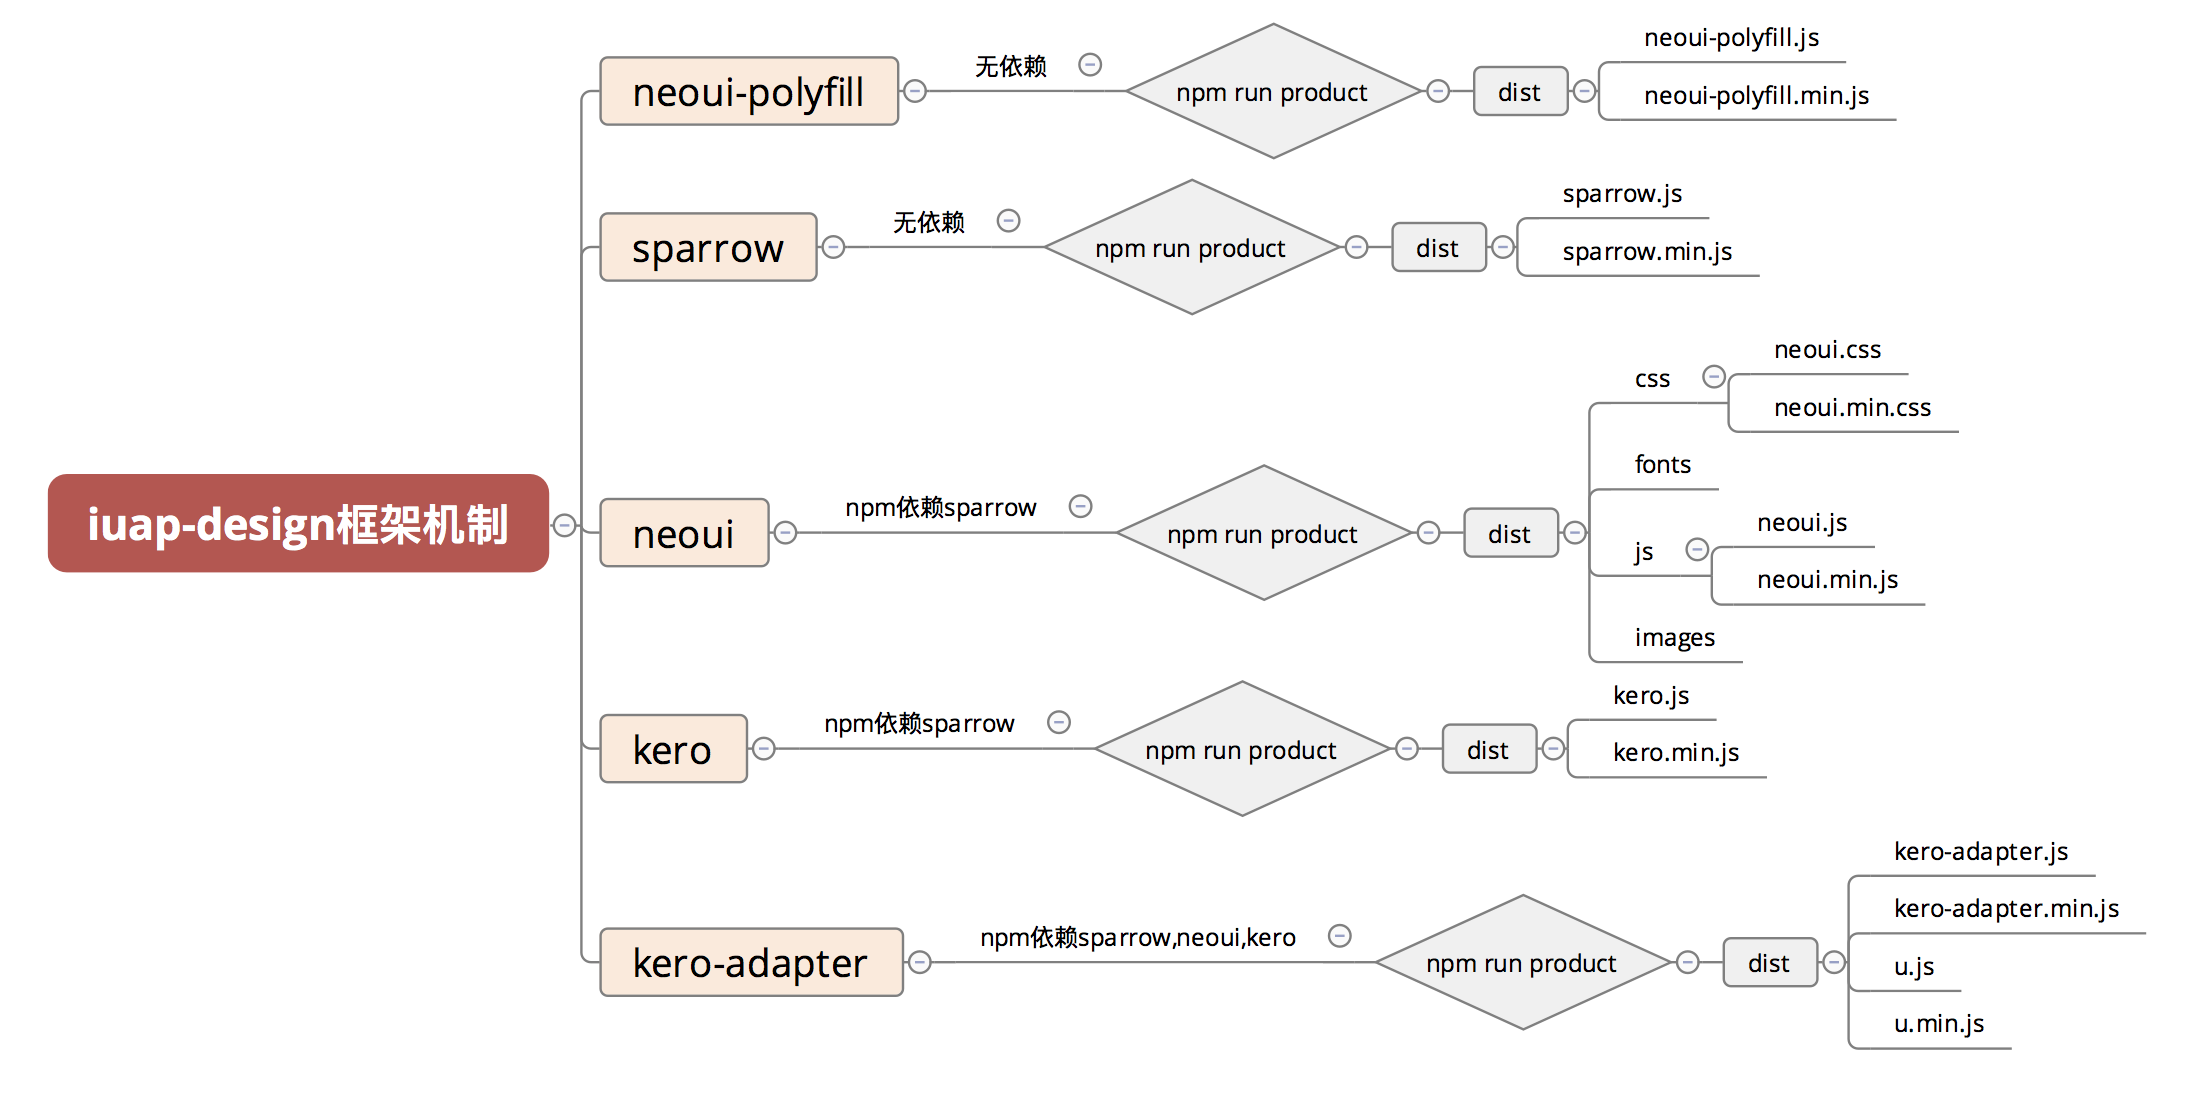 iuap-design框架机制
neoui-polyfill
无依赖
npm run product
dist
neoui-polyfill.js
neoui-polyfill.min.js
sparrow
无依赖
npm run product
dist
sparrow.js
sparrow.min.js
neoui
npm依赖sparrow
npm run product
dist
css
neoui.css
neoui.min.css
fonts
js
neoui.js
neoui.min.js
images
kero
npm依赖sparrow
npm run product
dist
kero.js
kero.min.js
kero-adapter
npm依赖sparrow,neoui,kero
npm run product
dist
kero-adapter.js
kero-adapter.min.js
u.js
u.min.js